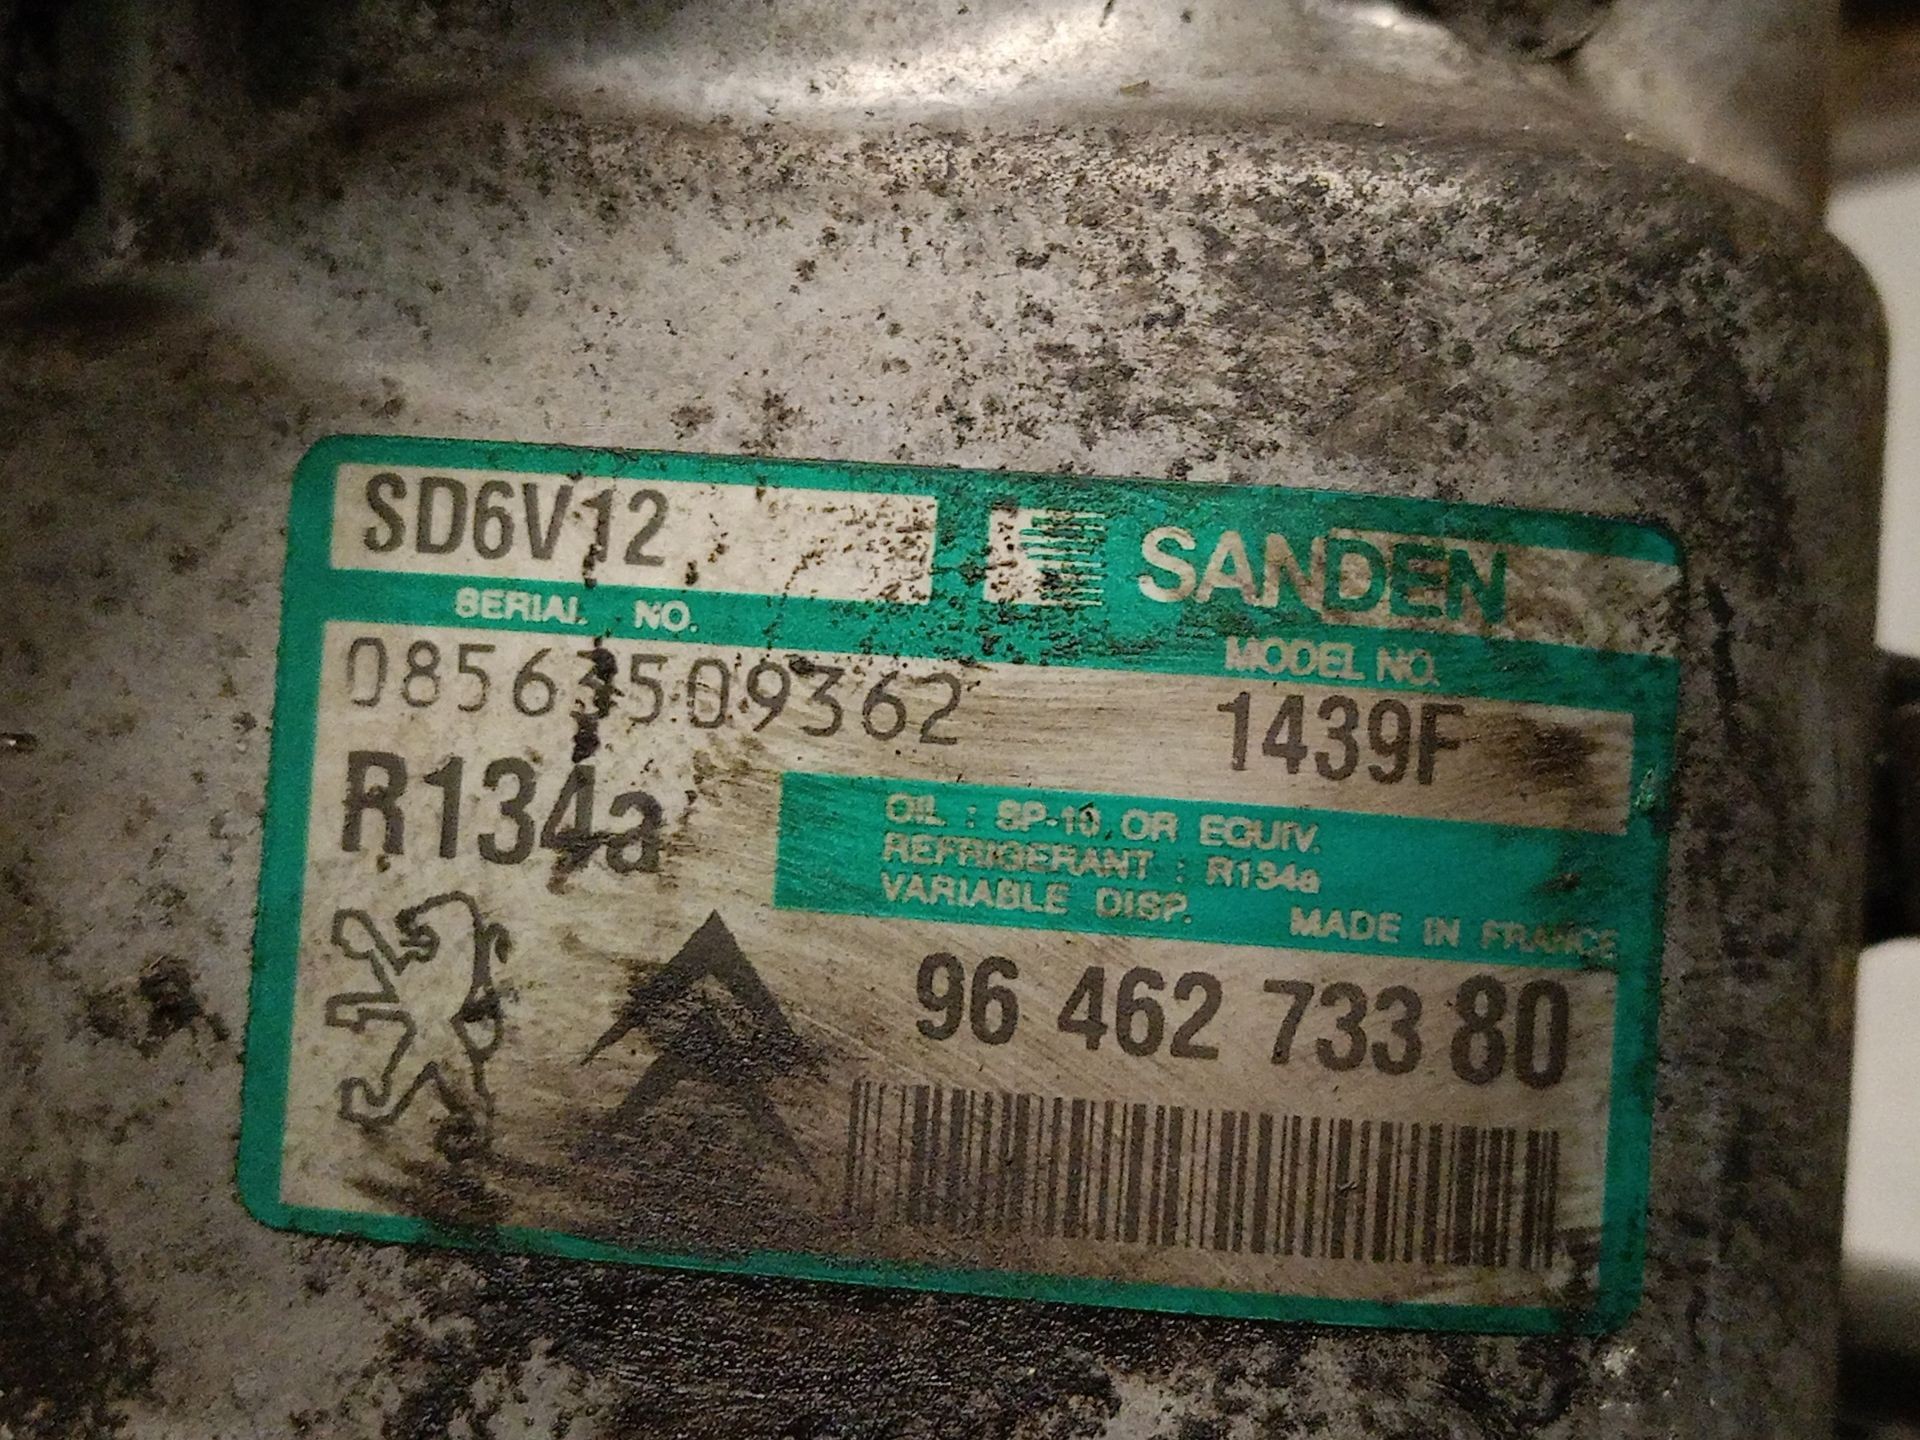 SD6V12
SANDEN
SERIAL NO.
MODEL NO.
08563509362
1439F
R134a
OIL : SP-10, OR EQUIV.
REFRIGERANT : R134a
VARIABLE DISP.
MADE IN FRANCE
96 462 733 80